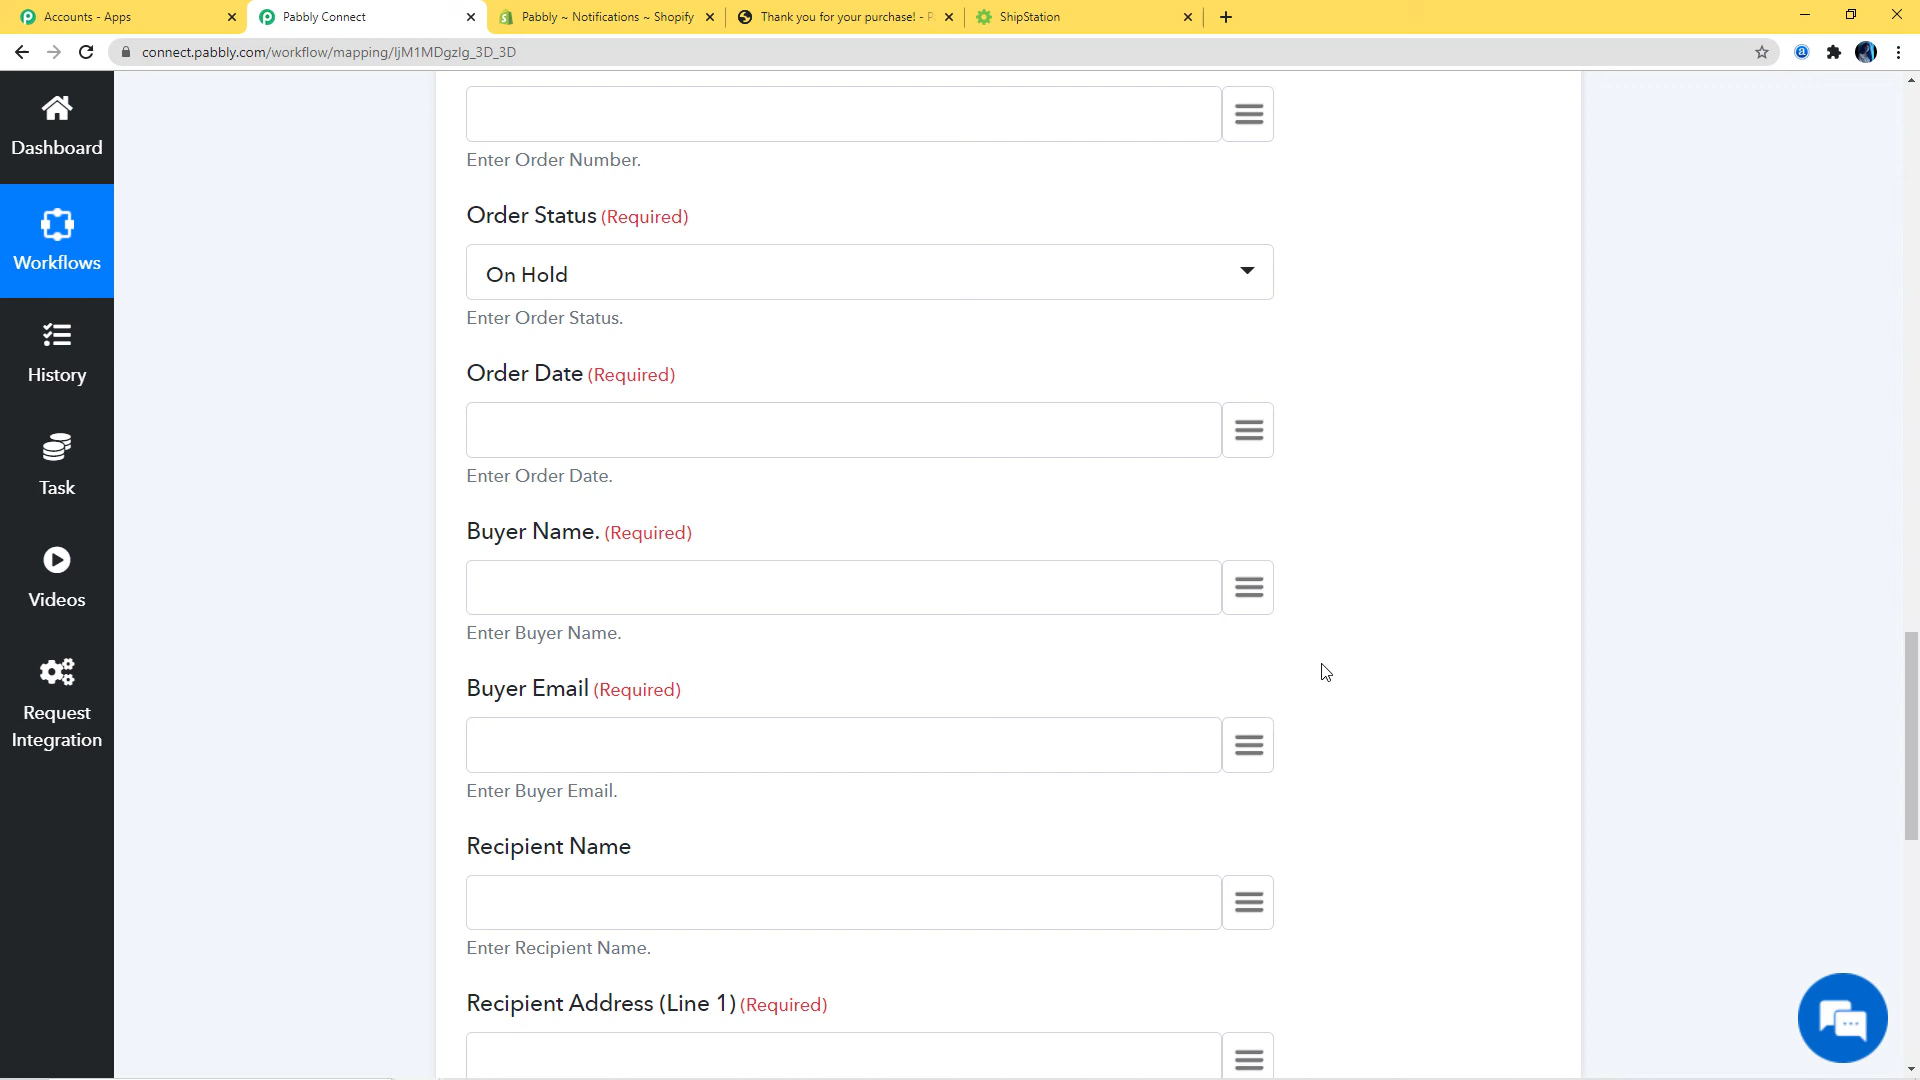 Accounts - Apps
Pabbly Connect
Pabbly ~ Notifications ~ Shopify
Thank you for your purchase! - P
ShipStation
connect.pabbly.com/workflow/mapping/IjM1MDgzIg_3D_3D
Dashboard
Workflows
History
Task
Videos
Request
Integration
Enter Order Number.
Order Status (Required)
On Hold
Enter Order Status.
Order Date (Required)
Enter Order Date.
Buyer Name. (Required)
Enter Buyer Name.
Buyer Email (Required)
Enter Buyer Email.
Recipient Name
Enter Recipient Name.
Recipient Address (Line 1) (Required)